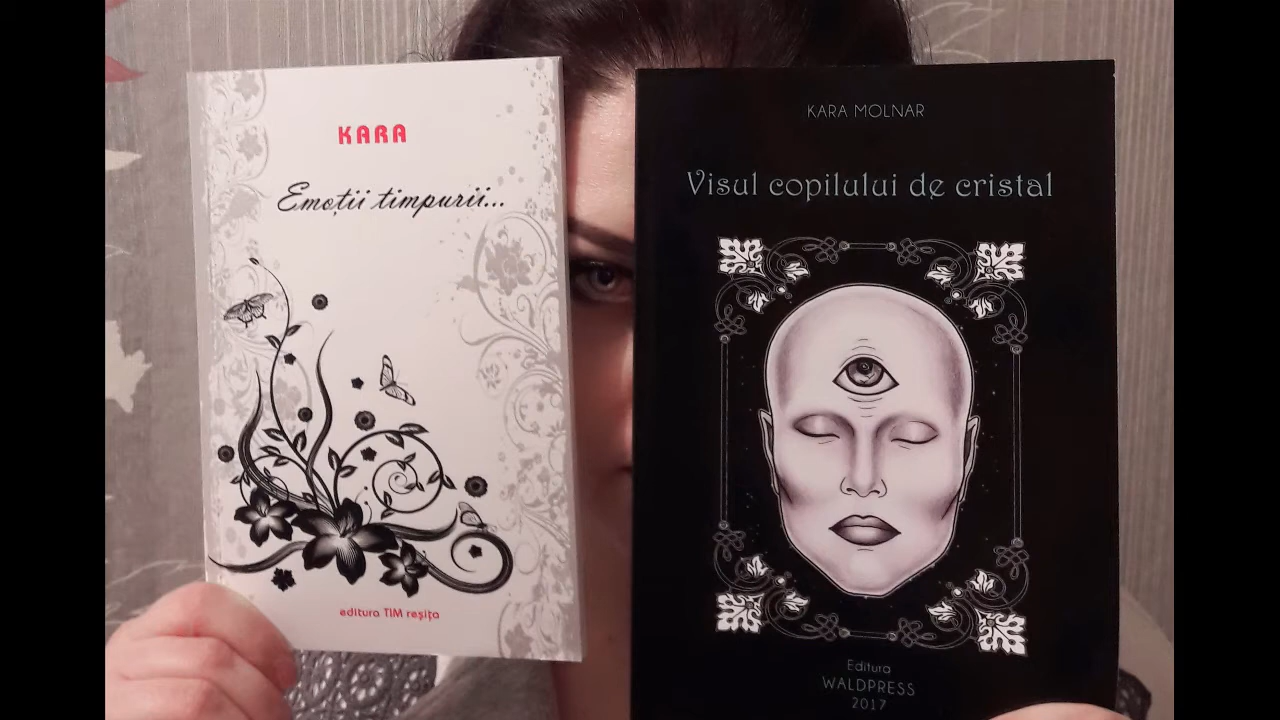 KARA
Emoții timpurii...
editura TIM reșița
KARA MOLNAR
Visul copilului de cristal
Editura
WALDPRESS
2017